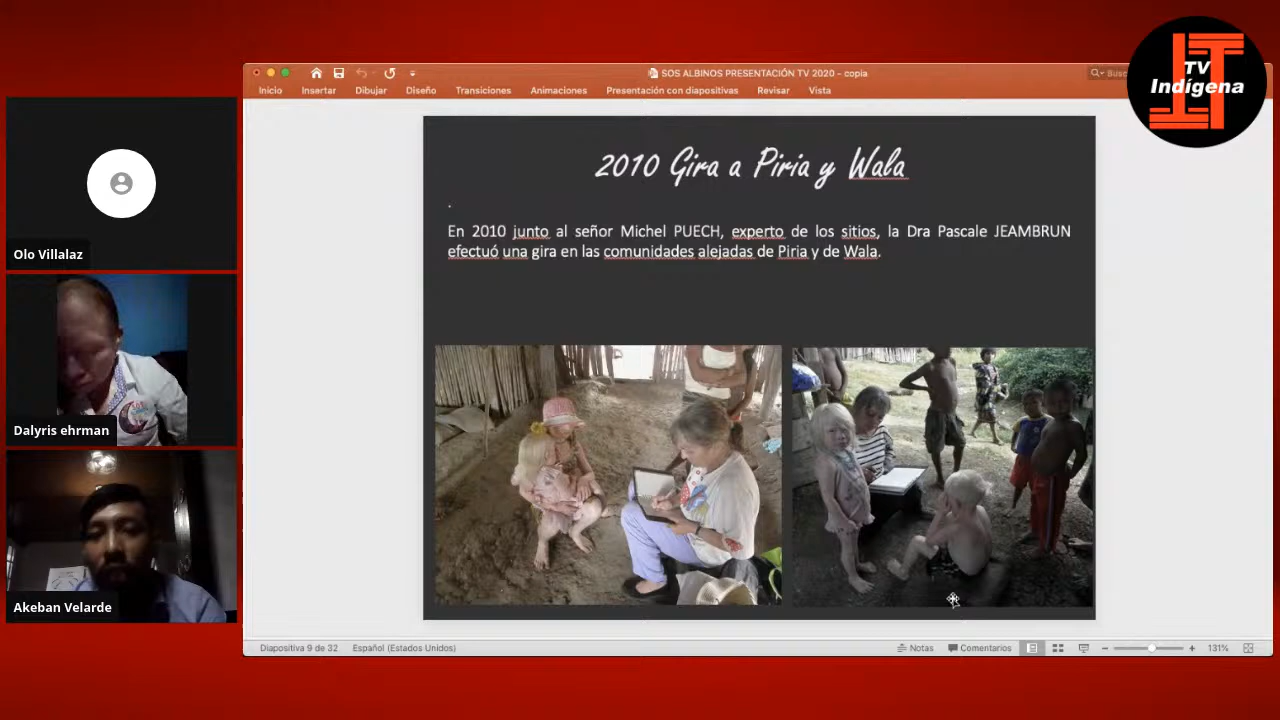 SOS ALBINOS PRESENTACIÓN TV 2020 - copia
Busc
Inicio Insertar Dibujar Diseño Transiciones Animaciones Presentación con diapositivas Revisar Vista
TV
Indígena
2010 Gira a Piria y Wala
.
En 2010 junto al señor Michel PUECH, experto de los sitios, la Dra Pascale JEAMBRUN
efectuó una gira en las comunidades alejadas de Piria y de Wala.
Olo Villalaz
Dalyris ehrman
Akeban Velarde
Diapositiva 9 de 32 Español (Estados Unidos) Notas Comentarios 131%